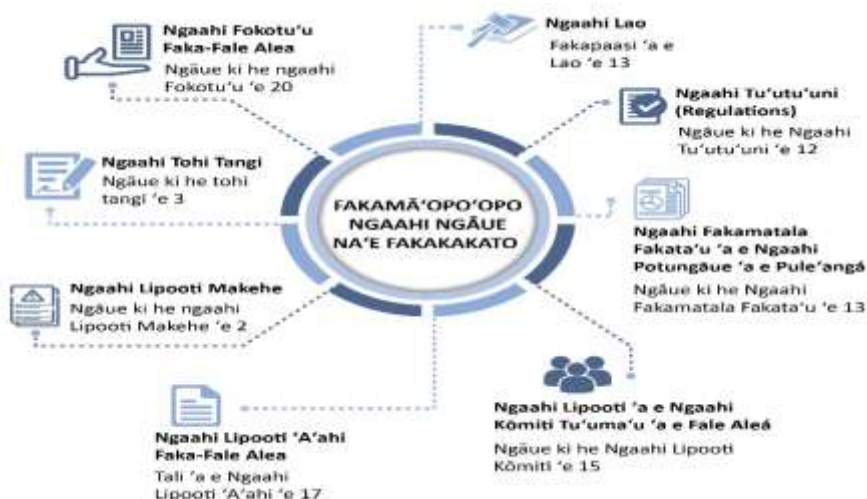 Ngaahi Fokotu‘u
Faka-Fale Alea
Ngāue ki he ngaahi
Fokotu‘u ‘e 20
Ngaahi Lao
Fakapaasi ‘a e
Lao ‘e 13
Ngaahi Tu‘utu‘uni
(Regulations)
Ngāue ki he Ngaahi
Tu‘utu‘uni ‘e 12
Ngaahi Tohi Tangi
Ngāue ki he tohi
tangi ‘e 3
FAKAMĀ‘OPO‘OPO
NGAAHI NGĀUE
NA‘E FAKAKAKATO
Ngaahi Fakamatala
Fakata‘u ‘a e Ngaahi
Potungāue ‘a e Pule‘angá
Ngāue ki he Ngaahi
Fakamatala Fakata‘u ‘e 13
Ngaahi Lipooti Makehe
Ngāue ki he ngaahi
Lipooti Makehe ‘e 2
Ngaahi Lipooti ‘A‘ahi
Faka-Fale Alea
Tali ‘a e Ngaahi
Lipooti ‘A‘ahi ‘e 17
Ngaahi Lipooti ‘a e Ngaahi
Kōmiti Tu‘uma‘u ‘a e Fale Aleá
Ngāue ki he Ngaahi Lipooti
Kōmiti ‘e 15